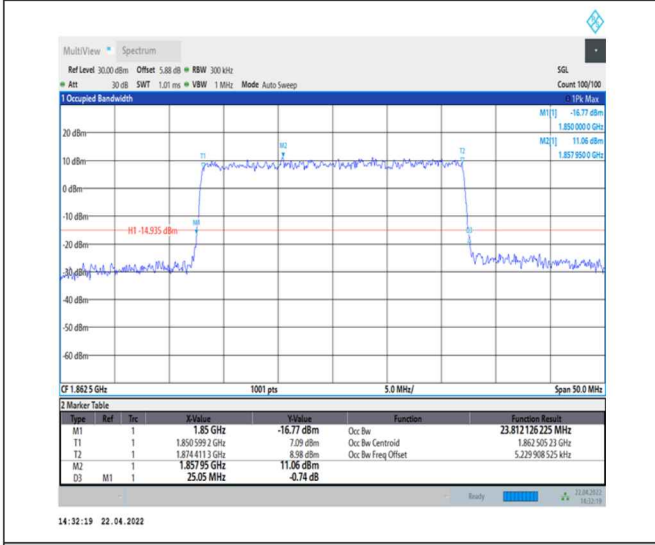 MultiView Spectrum
Ref Level 30.00 dBm Offset 5.88 dB RBW 300 kHz SGL
Att 30 dB SWT 1.01 ms VBW 1 MHz Mode Auto Sweep Count 100/100
1 Occupied Bandwidth 1Pk Max
M1[1] -16.77 dBm
1.850 000 0 GHz
20 dBm M2[1] 11.06 dBm
1.857 950 0 GHz
M2
T1 T2
10 dBm
0 dBm
-10 dBm
M1
H1 -14.935 dBm
D3
-20 dBm
-30 dBm
-40 dBm
-50 dBm
-60 dBm
CF 1.862 5 GHz 1001 pts 5.0 MHz/ Span 50.0 MHz
2 Marker Table
Type Ref Trc X-Value Y-Value Function Function Result
M1 1 1.85 GHz -16.77 dBm Occ Bw 23.812 126 225 MHz
T1 1 1.850 599 2 GHz 7.09 dBm Occ Bw Centroid 1.862 505 23 GHz
T2 1 1.874 411 3 GHz 8.98 dBm Occ Bw Freq Offset 5.229 908 525 kHz
M2 1 1.857 95 GHz 11.06 dBm
D3 M1 1 25.05 MHz -0.74 dB
Ready 22.04.2022
14:32:19
14:32:19 22.04.2022